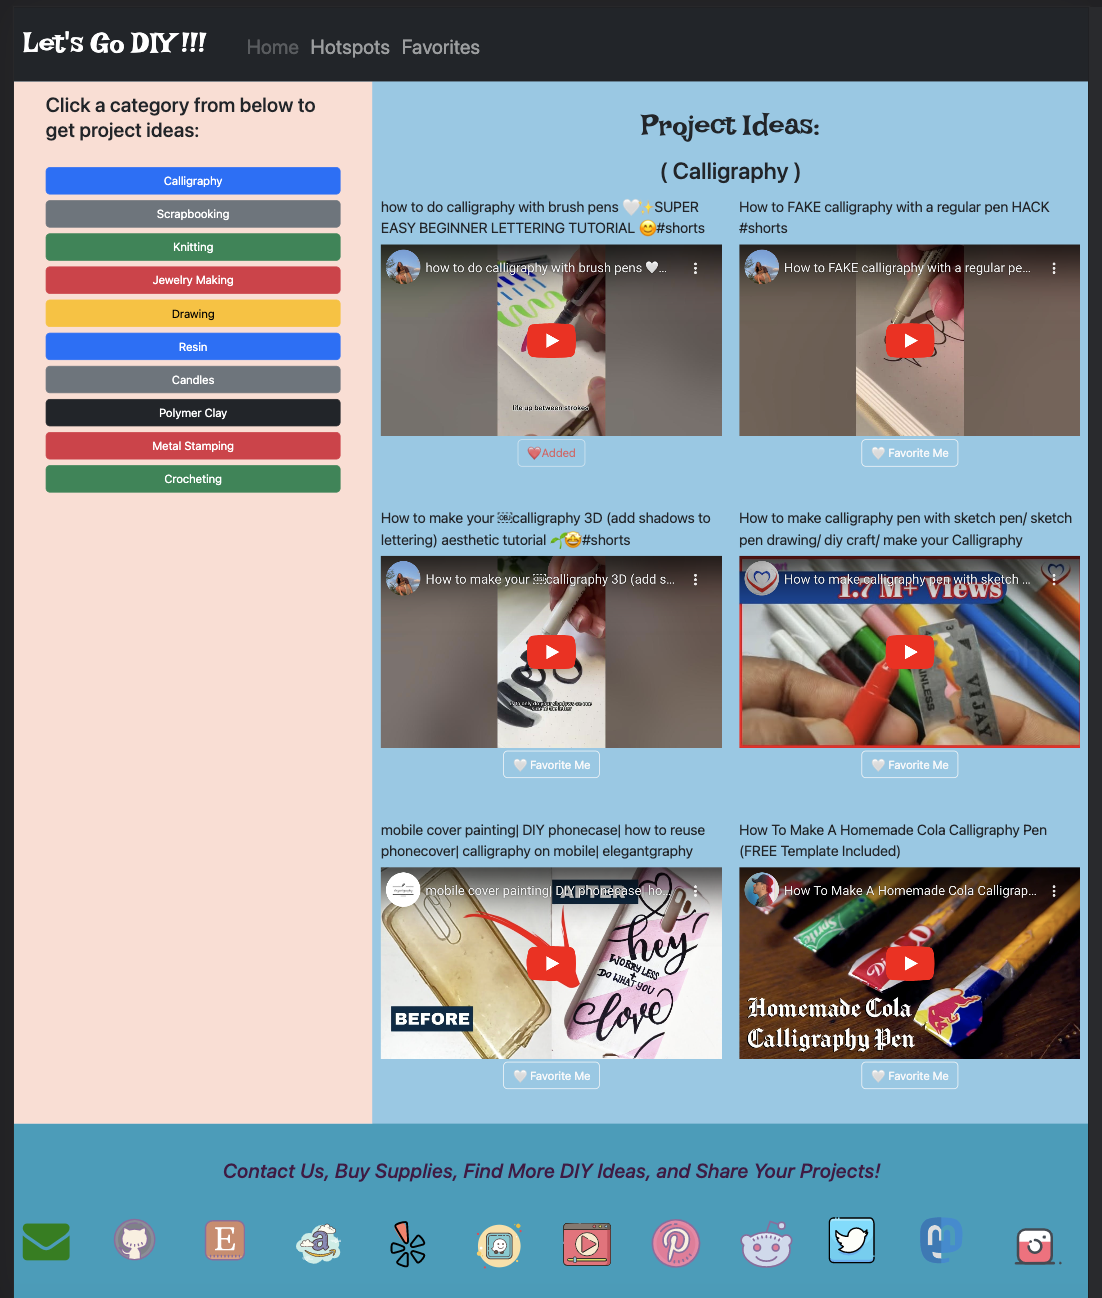 Let's Go DIY !!!
Home Hotspots Favorites
Click a category from below to
get project ideas:
Calligraphy
Scrapbooking
Knitting
Jewelry Making
Drawing
Resin
Candles
Polymer Clay
Metal Stamping
Crocheting
Project Ideas:
( Calligraphy )
how to do calligraphy with brush pens 🤍✨SUPER
EASY BEGINNER LETTERING TUTORIAL 😊#shorts
how to do calligraphy with brush pens 🤍...
life up between strokes
❤️Added
How to FAKE calligraphy with a regular pen HACK
#shorts
How to FAKE calligraphy with a regular pe...
🤍 Favorite Me
How to make your calligraphy 3D (add shadows to
lettering) aesthetic tutorial 🌱🤩#shorts
How to make your calligraphy 3D (add s...
🤍 Favorite Me
How to make calligraphy pen with sketch pen/ sketch
pen drawing/ diy craft/ make your Calligraphy
How to make calligraphy pen with sketch ...
1.7 M+ Views
VIJAY
🤍 Favorite Me
mobile cover painting| DIY phonecase| how to reuse
phonecover| calligraphy on mobile| elegantgraphy
mobile cover painting| DIY phonecase| ho...
AFTER
BEFORE
hey
WORRY LESS
+
DO WHAT YOU
love
🤍 Favorite Me
How To Make A Homemade Cola Calligraphy Pen
(FREE Template Included)
How To Make A Homemade Cola Calligrap...
Sprite
Homemade Cola
Calligraphy Pen
🤍 Favorite Me
Contact Us, Buy Supplies, Find More DIY Ideas, and Share Your Projects!
E
a